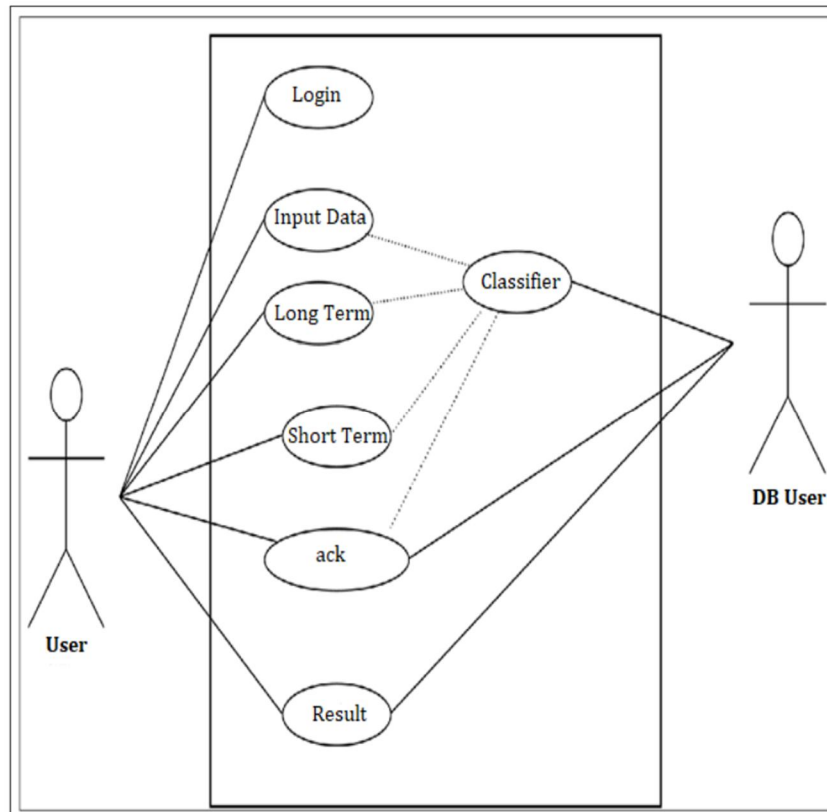 Login
Input Data
Classifier
Long Term
Short Term
DB User
ack
User
Result